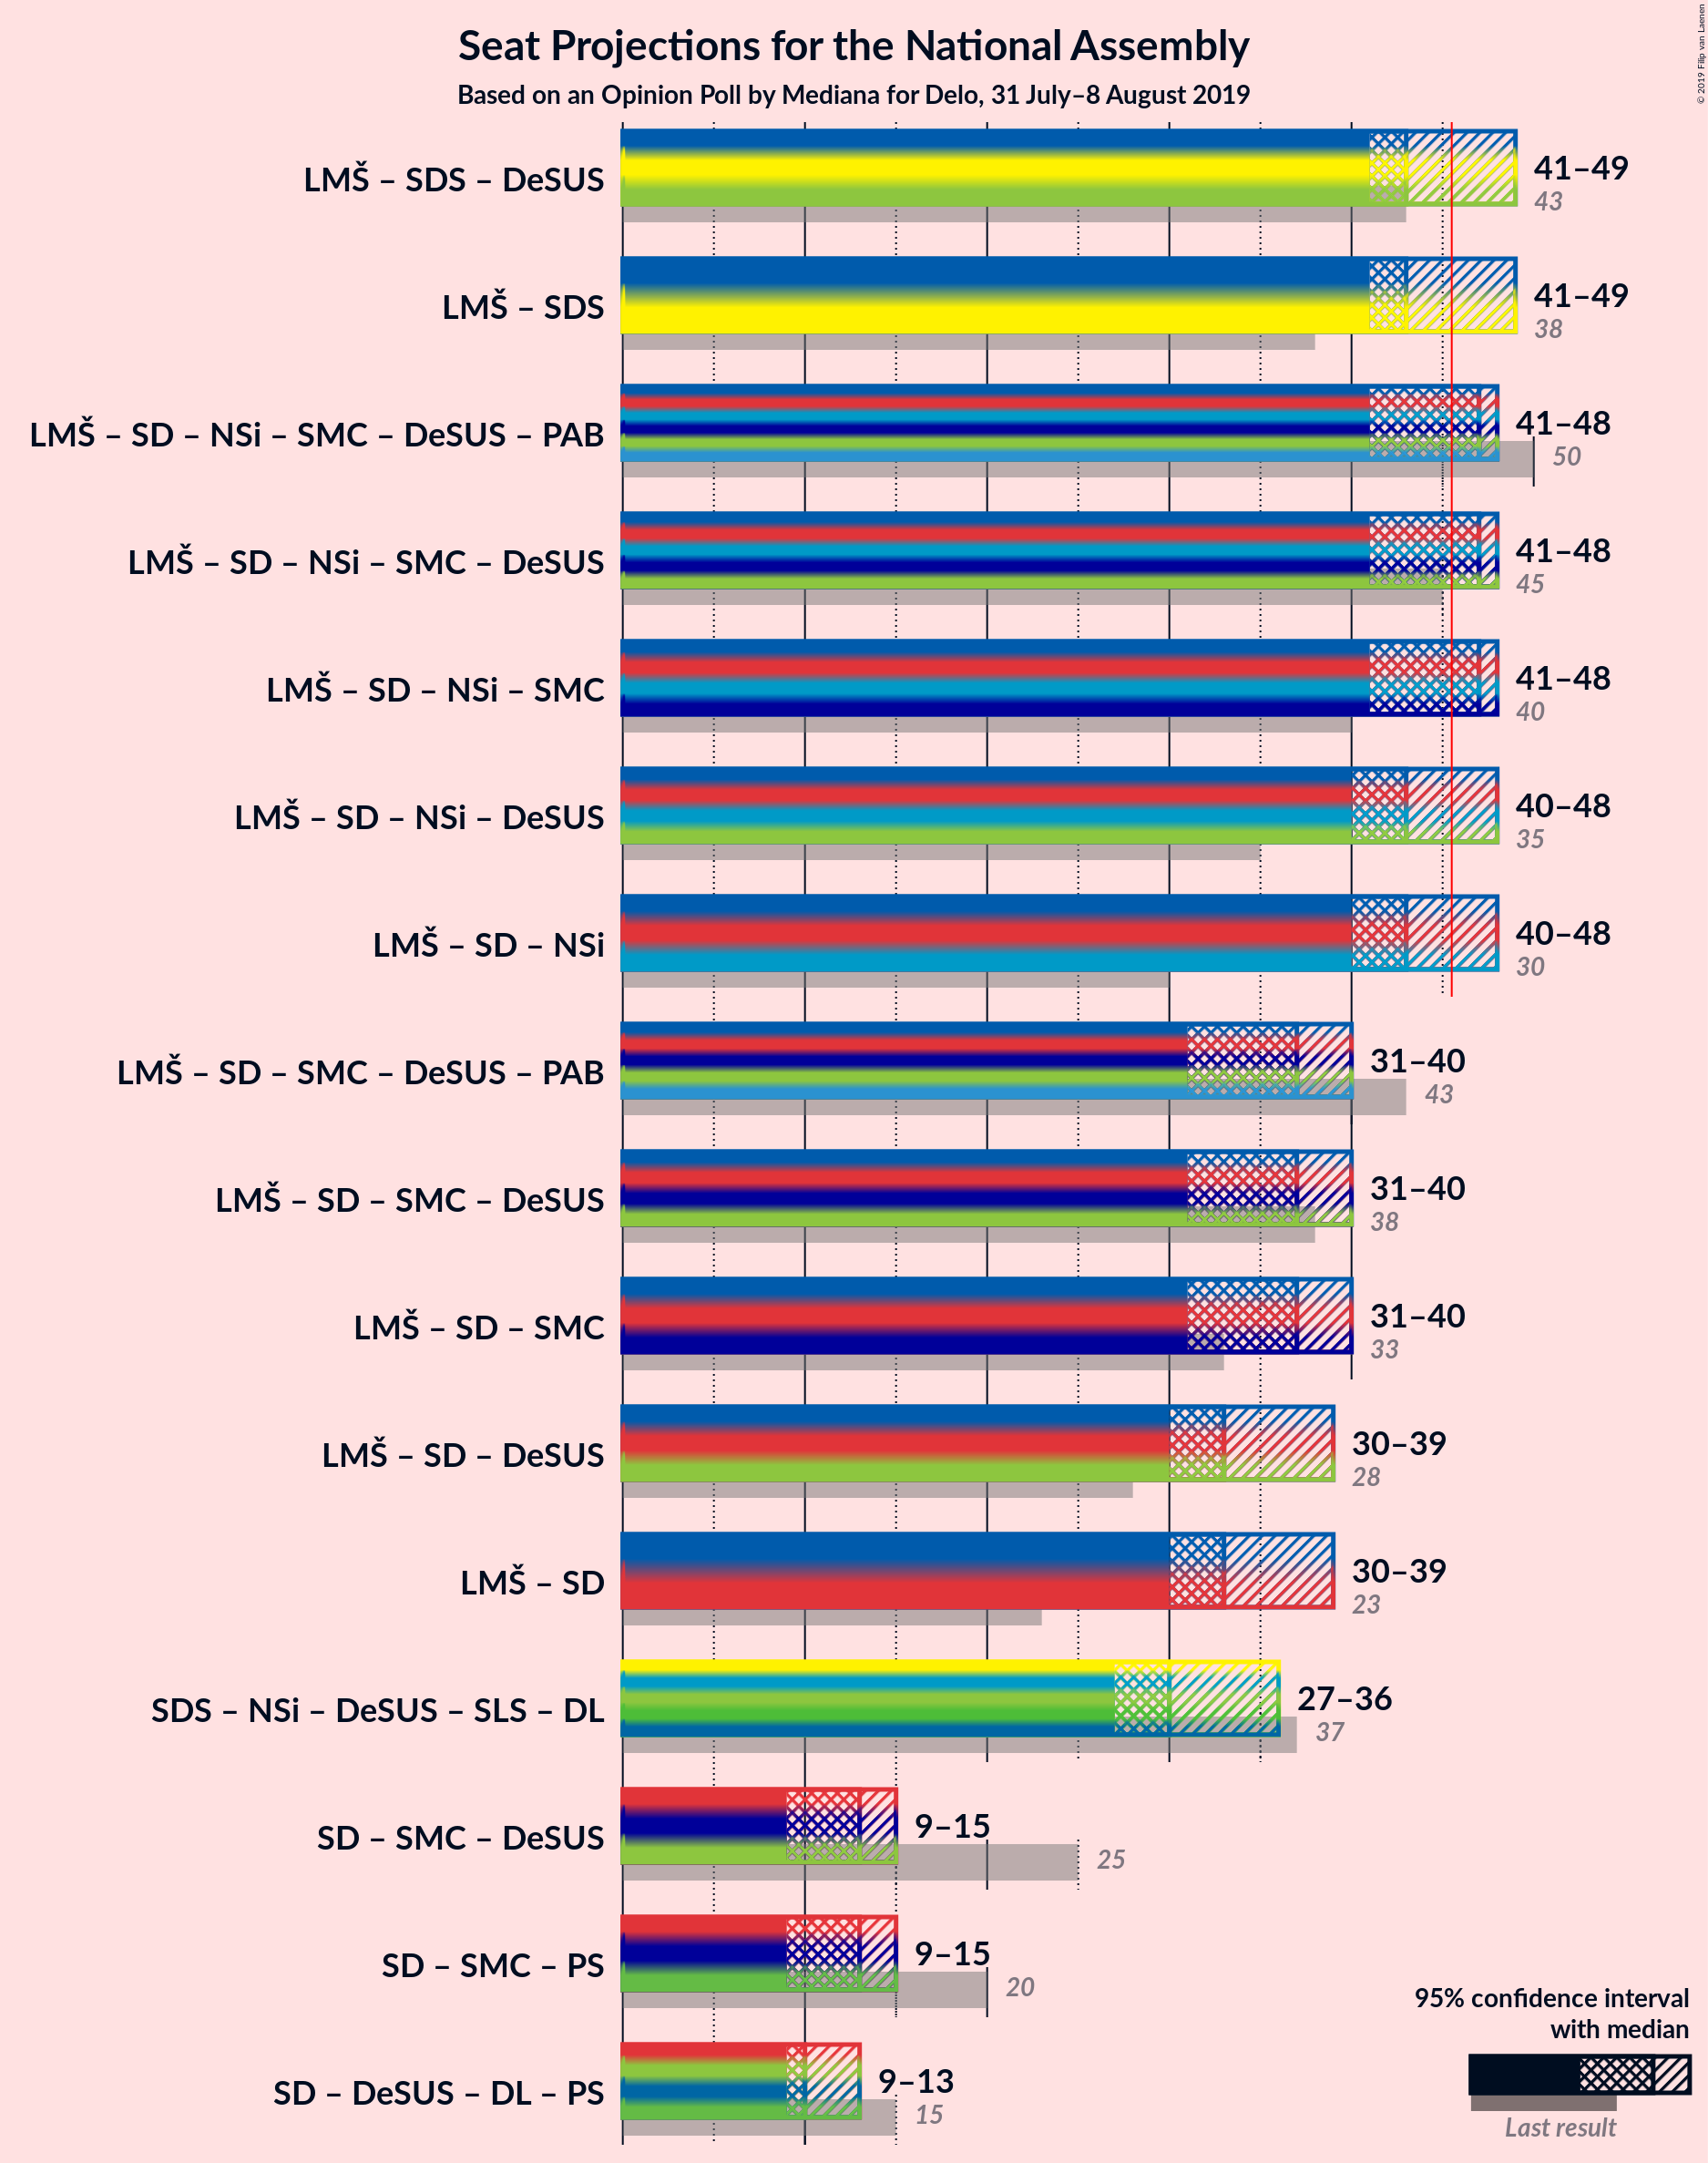 Seat Projections for the National Assembly
Based on an Opinion Poll by Mediana for Delo, 31 July–8 August 2019
© 2019 Filip van Laenen
LMŠ – SDS – DeSUS
41–49
43
LMŠ – SDS
41–49
38
LMŠ – SD – NSi – SMC – DeSUS – PAB
41–48
50
LMŠ – SD – NSi – SMC – DeSUS
41–48
45
LMŠ – SD – NSi – SMC
41–48
40
LMŠ – SD – NSi – DeSUS
40–48
35
LMŠ – SD – NSi
40–48
30
LMŠ – SD – SMC – DeSUS – PAB
31–40
43
LMŠ – SD – SMC – DeSUS
31–40
38
LMŠ – SD – SMC
31–40
33
LMŠ – SD – DeSUS
30–39
28
LMŠ – SD
30–39
23
SDS – NSi – DeSUS – SLS – DL
27–36
37
SD – SMC – DeSUS
9–15
25
SD – SMC – PS
9–15
20
SD – DeSUS – DL – PS
9–13
15
95% confidence interval
with median
Last result